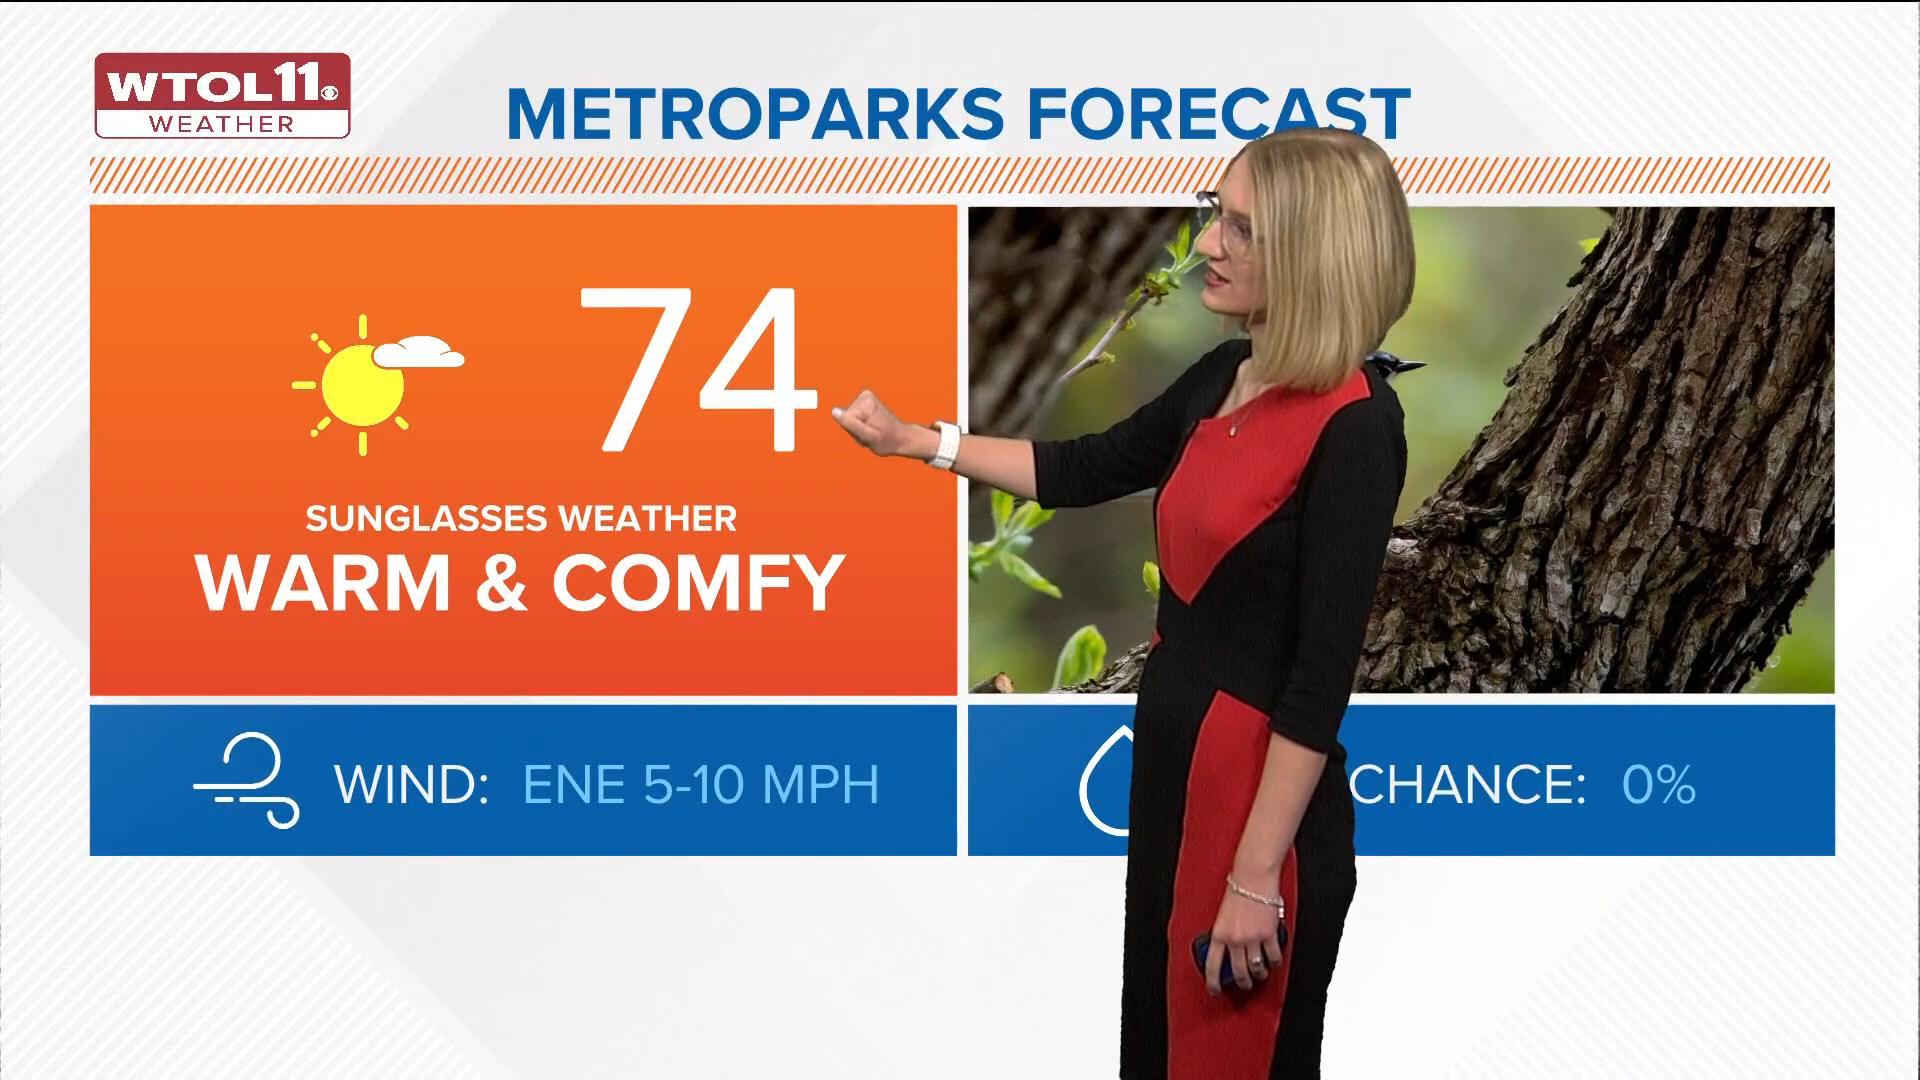 WTOL11
WEATHER
METROPARKS FORECAST
74
SUNGLASSES WEATHER
WARM & COMFY
WIND: ENE 5-10 MPH
CHANCE: 0%